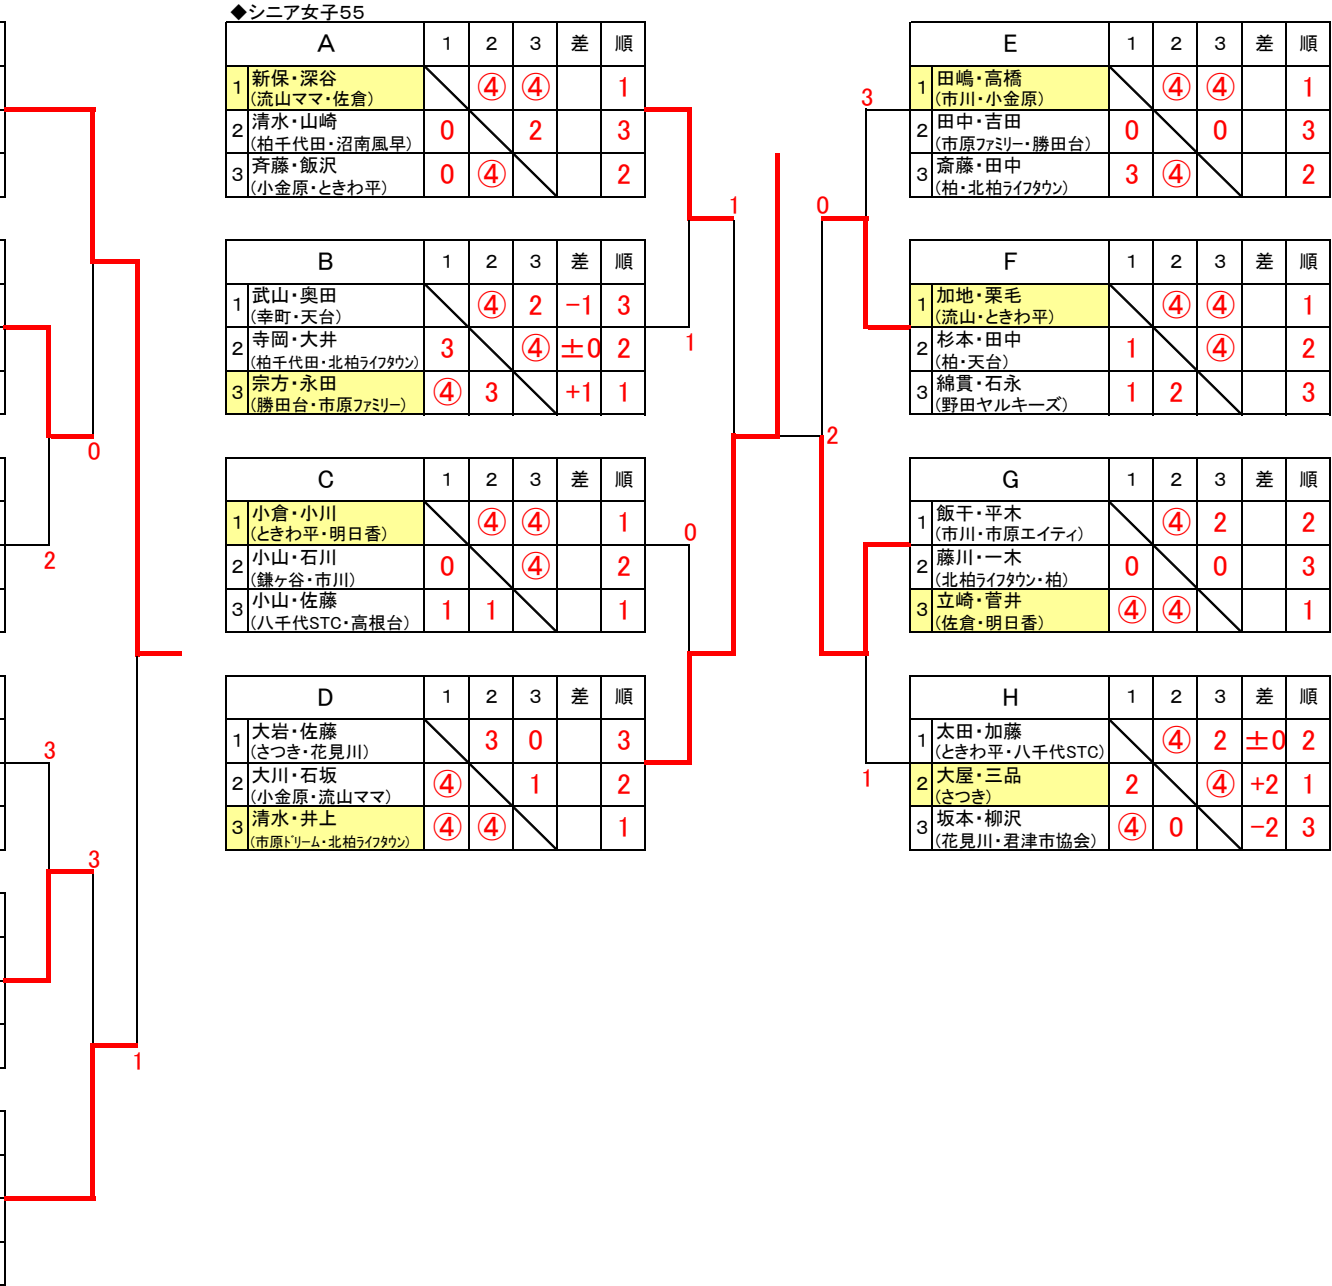 ◆シニア女子55
A 1 2 3 差 順
1 新保・深谷 ④ ④ 1
(流山ママ・佐倉)
2 清水・山崎 0 2 3
(柏千代田・沼南風早)
3 斉藤・飯沢 0 ④ 2
(小金原・ときわ平)
B 1 2 3 差 順
1 武山・奥田 ④ 2 −1 3
(幸町・天台)
2 寺岡・大井 3 ④ ±0 2
(柏千代田・北柏ライフタウン)
3 宗方・永田 ④ 3 +1 1
(勝田台・市原ファミリー)
C 1 2 3 差 順
1 小倉・小川 ④ ④ 1
(ときわ平・明日香)
2 小山・石川 0 ④ 2
(鎌ヶ谷・市川)
3 小山・佐藤 1 1 1
(八千代STC・高根台)
D 1 2 3 差 順
1 大岩・佐藤 3 0 3
(さつき・花見川)
2 大川・石坂 ④ 1 2
(小金原・流山ママ)
3 清水・井上 ④ ④ 1
(市原ドリーム・北柏ライフタウン)
E 1 2 3 差 順
1 田嶋・高橋 ④ ④ 1
(市川・小金原)
2 田中・吉田 0 0 3
(市原ファミリー・勝田台)
3 斎藤・田中 3 ④ 2
(柏・北柏ライフタウン)
F 1 2 3 差 順
1 加地・栗毛 ④ ④ 1
(流山・ときわ平)
2 杉本・田中 1 ④ 2
(柏・天台)
3 綿貫・石永 1 2 3
(野田ヤルキーズ)
G 1 2 3 差 順
1 飯干・平木 ④ 2 2
(市川・市原エイティ)
2 藤川・一木 0 0 3
(北柏ライフタウン・柏)
3 立崎・菅井 ④ ④ 1
(佐倉・明日香)
H 1 2 3 差 順
1 太田・加藤 ④ 2 ±0 2
(ときわ平・八千代STC)
2 大屋・三品 2 ④ +2 1
(さつき)
3 坂本・柳沢 ④ 0 −2 3
(花見川・君津市協会)
0
2
3
3
1
1
1
0
3
0
2
1